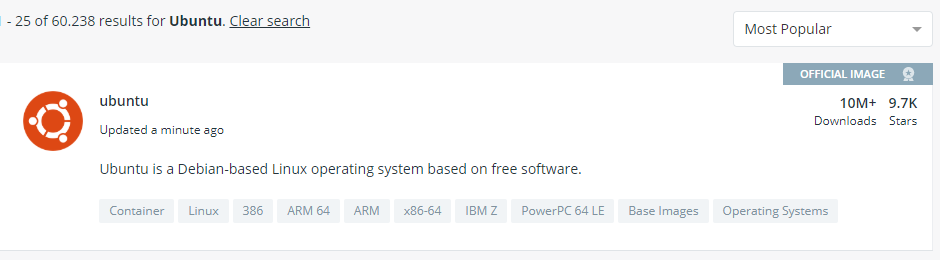 - 25 of 60.238 results for Ubuntu. Clear search
Most Popular
OFFICIAL IMAGE
ubuntu
10M+ 9.7K
Downloads Stars
Updated a minute ago
Ubuntu is a Debian-based Linux operating system based on free software.
Container Linux 386 ARM 64 ARM x86-64 IBM Z PowerPC 64 LE Base Images Operating Systems